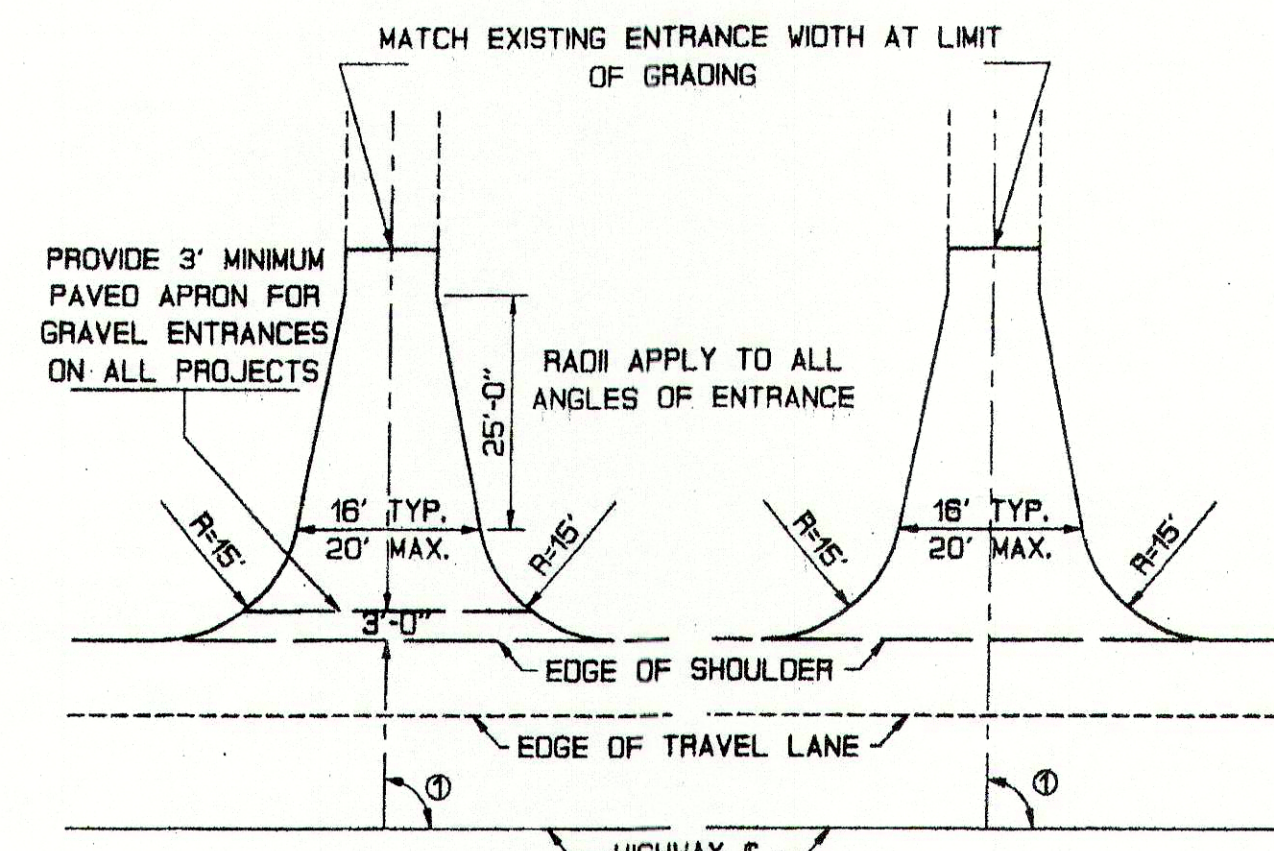 MATCH EXISTING ENTRANCE WIDTH AT LIMIT
OF GRADING
PROVIDE 3' MINIMUM
PAVED APRON FOR
GRAVEL ENTRANCES
ON ALL PROJECTS
RADII APPLY TO ALL
ANGLES OF ENTRANCE
25'-0"
16' TYP.
20' MAX.
R=15'
R=15'
3'-0"
16' TYP.
20' MAX.
R=15'
R=15'
EDGE OF SHOULDER
EDGE OF TRAVEL LANE
①
①
HIGHWAY ℄